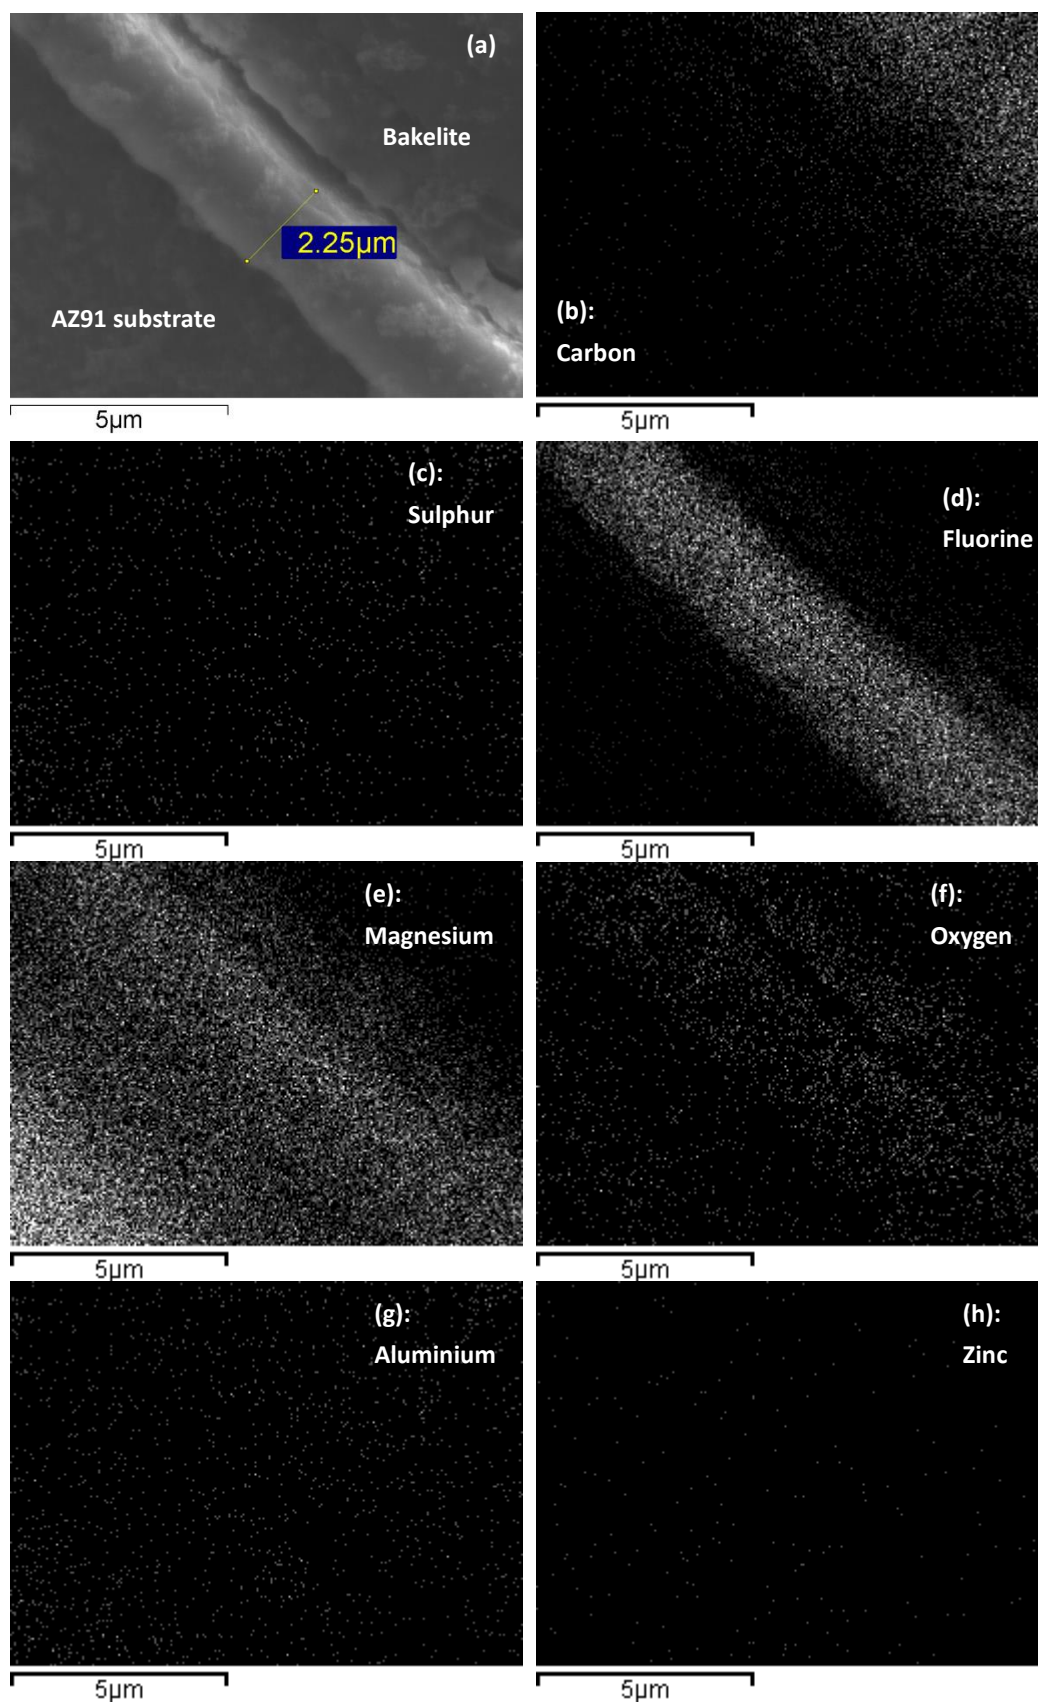 (a)
Bakelite
2.25µm
AZ91 substrate
5µm
(b):
Carbon
5µm
(c):
Sulphur
5µm
(d):
Fluorine
5µm
(e):
Magnesium
5µm
(f):
Oxygen
5µm
(g):
Aluminium
5µm
(h):
Zinc
5µm